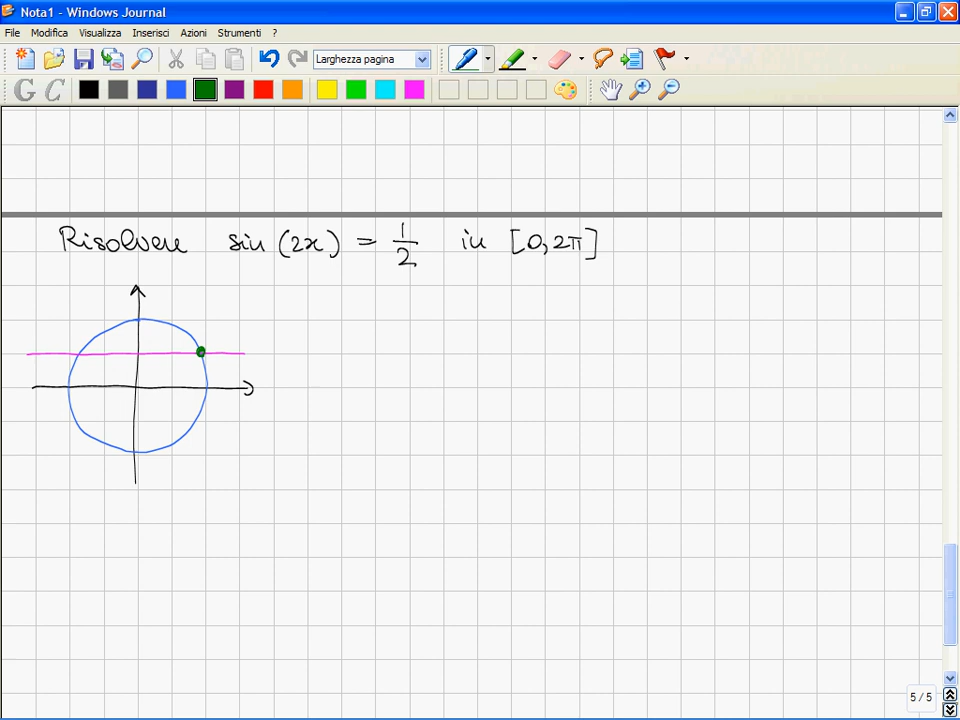 Nota1 - Windows Journal
File Modifica Visualizza Inserisci Azioni Strumenti ?
Larghezza pagina
G C
Risolvere sin (2x) = 1/2 in [0, 2π]
5 / 5